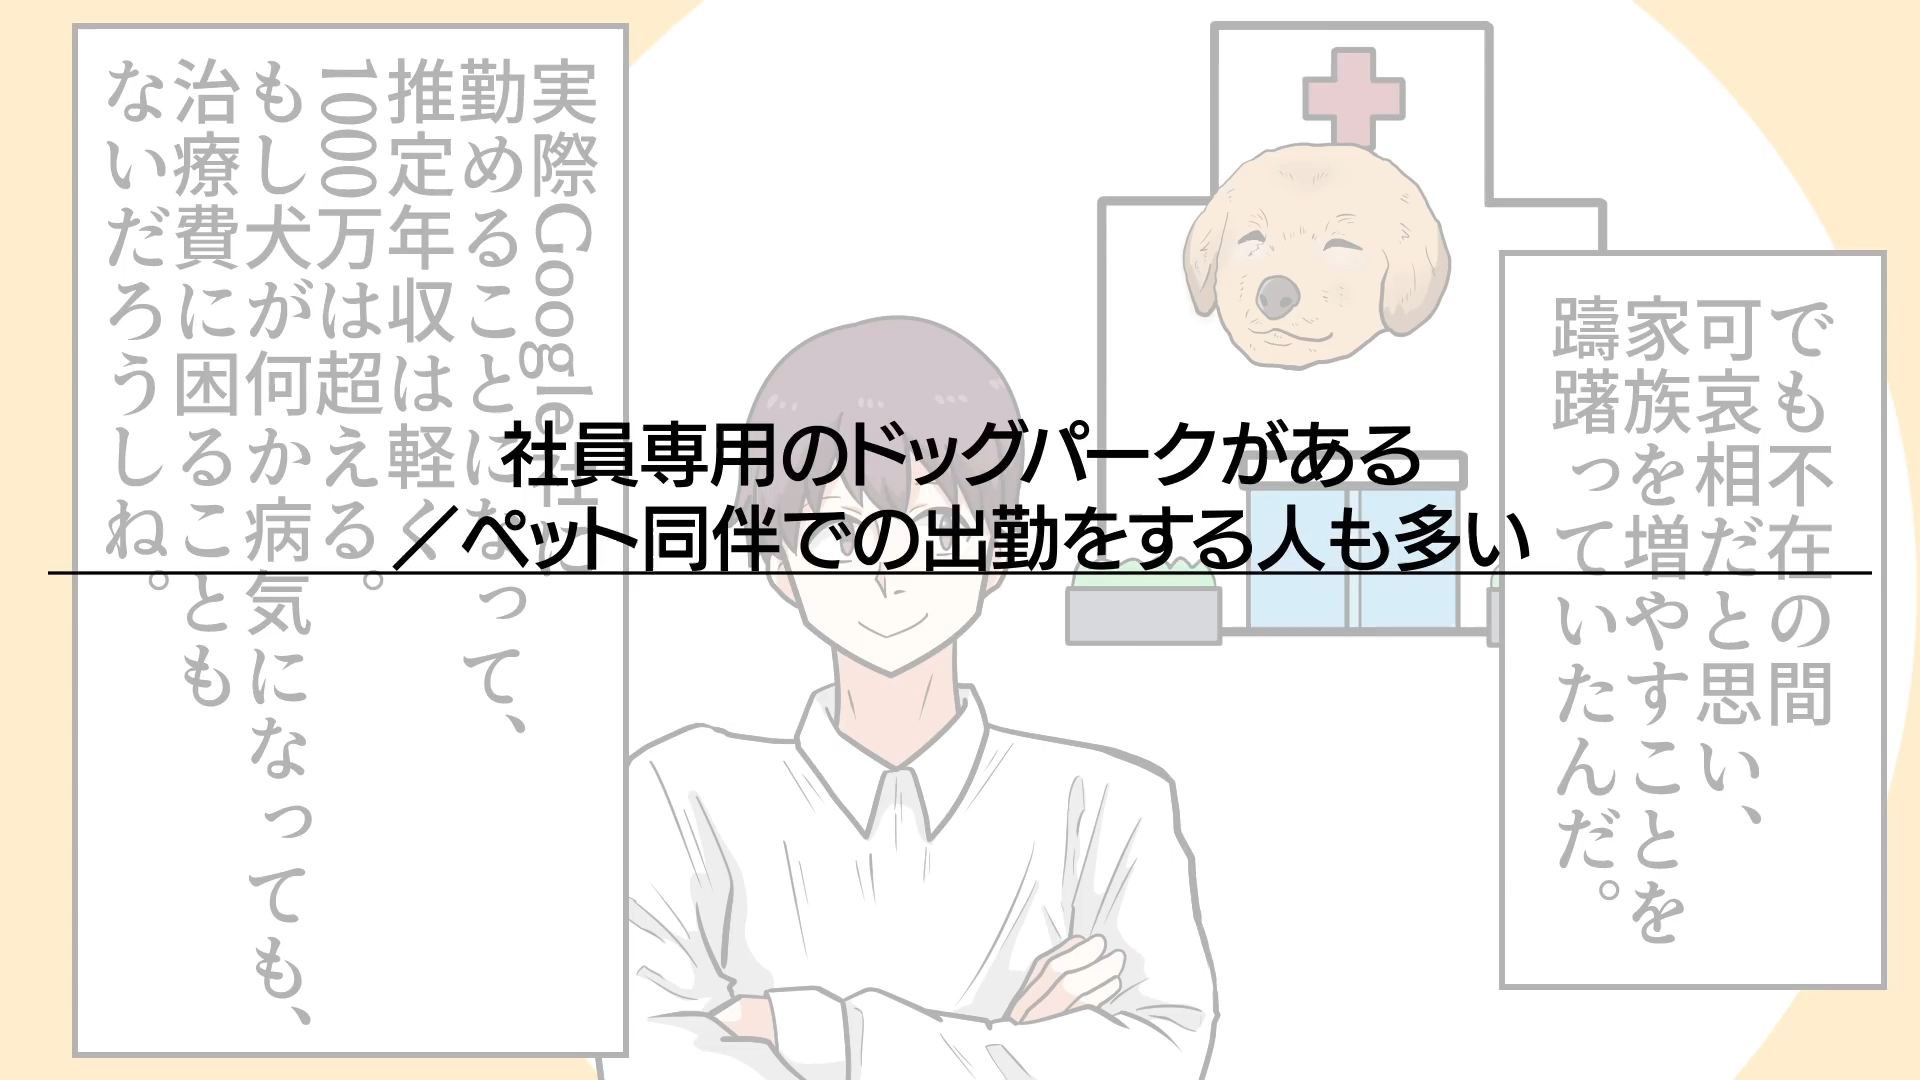 でも不在の間
可哀相だと思い、
家族を増やすことを
躊躇っていたんだ。
社員専用のドッグパークがある
／ペット同伴での出勤をする人も多い
実際Google社に
勤めることになって、
推定年収は軽く
1000万は超える。
もし犬が何か病気になっても、
治療費に困ることも
ないだろうしね。